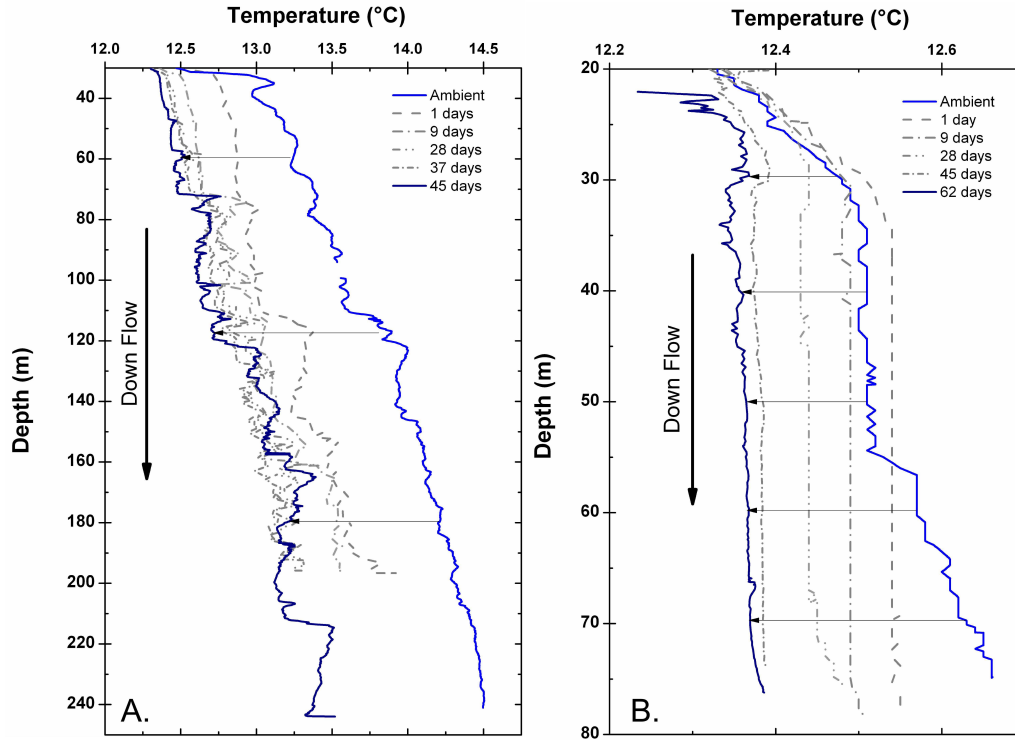 Temperature (°C)
12.0 12.5 13.0 13.5 14.0 14.5
40
60
80
100
120
140
160
180
200
220
240
Depth (m)
Down Flow
Ambient
1 days
9 days
28 days
37 days
45 days
A.
Temperature (°C)
12.2 12.4 12.6
20
30
40
50
60
70
80
Depth (m)
Down Flow
Ambient
1 day
9 days
28 days
45 days
62 days
B.